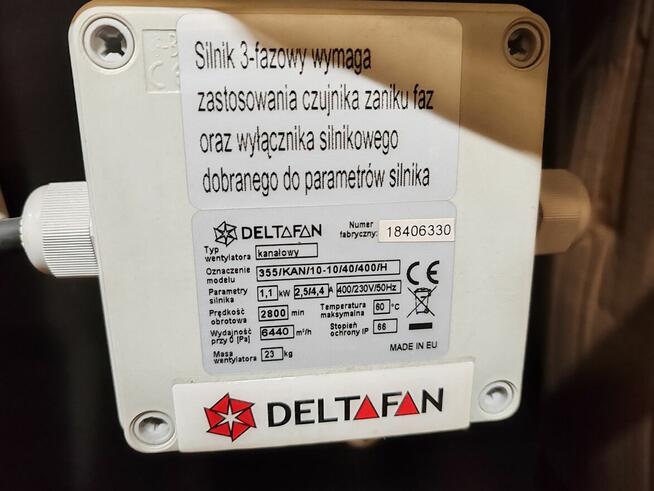 Silnik 3-fazowy wymaga
zastosowania czujnika zaniku faz
oraz wyłącznika silnikowego
dobranego do parametrów silnika
DELTAFAN Numer fabryczny: 18406330
Typ wentylatora kanałowy
Oznaczenie modelu 355/KAN/10-10/40/400/H CE
Parametry silnika 1,1 kW 2,5/4,4 A 400/230V/50Hz
Prędkość obrotowa 2800 min Temperatura maksymalna 60 °C
Wydajność przy 0 [Pa] 6440 m³/h Stopień ochrony IP 66
Masa wentylatora 23 kg MADE IN EU
DELTAFAN